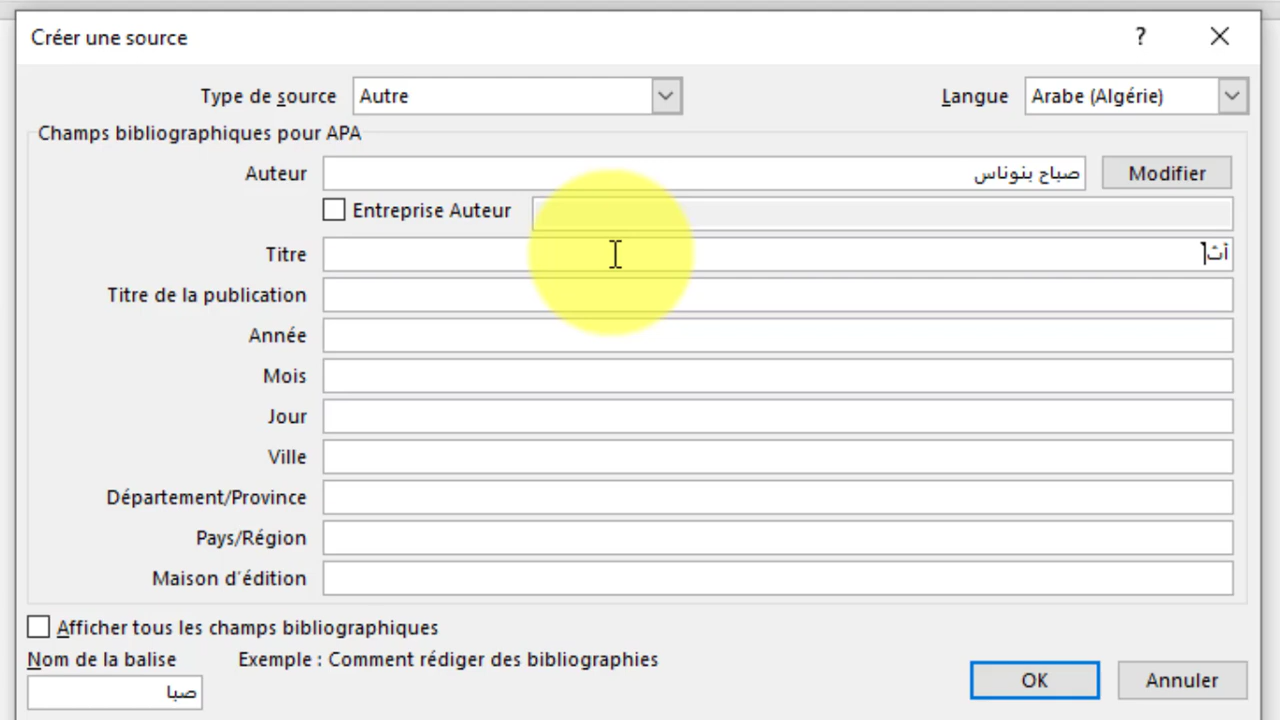 Créer une source
Type de source Autre Langue Arabe (Algérie)
Champs bibliographiques pour APA
Auteur صباح بنوناس Modifier
Entreprise Auteur
Titre أثا
Titre de la publication
Année
Mois
Jour
Ville
Département/Province
Pays/Région
Maison d'édition
Afficher tous les champs bibliographiques
Nom de la balise Exemple : Comment rédiger des bibliographies
صبا OK Annuler